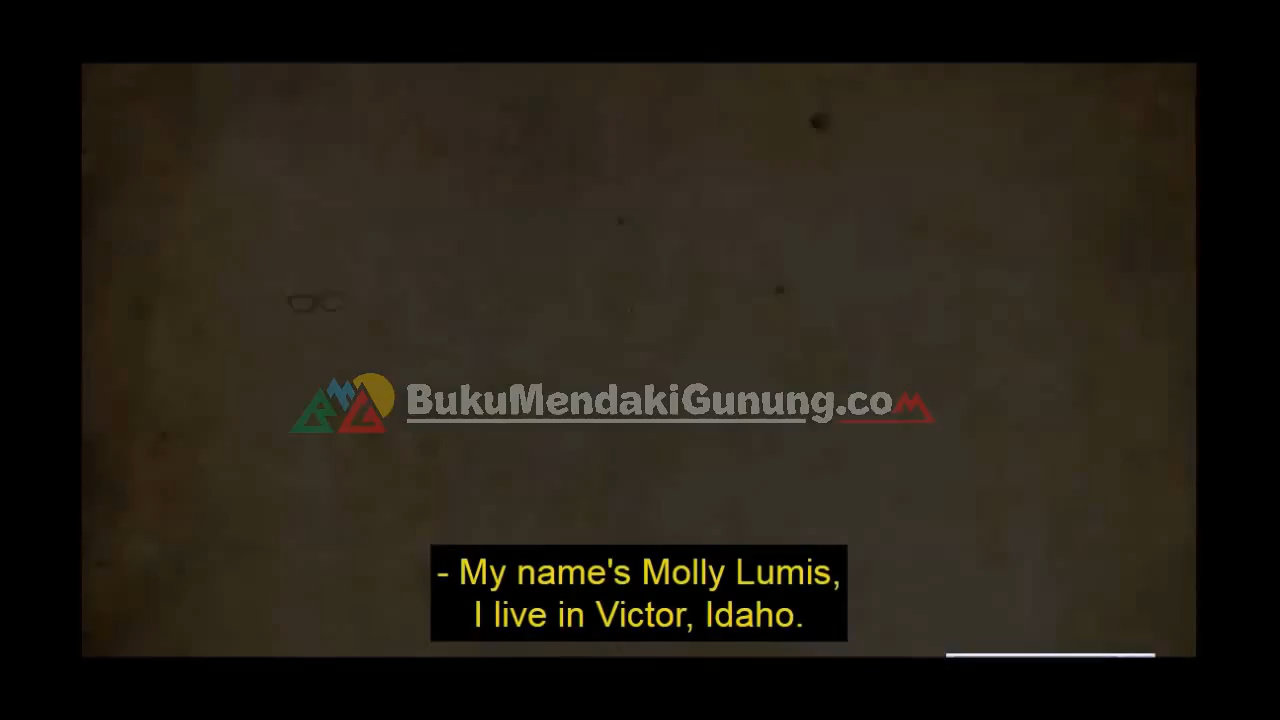 BukuMendakiGunung.com
- My name's Molly Lumis,
I live in Victor, Idaho.